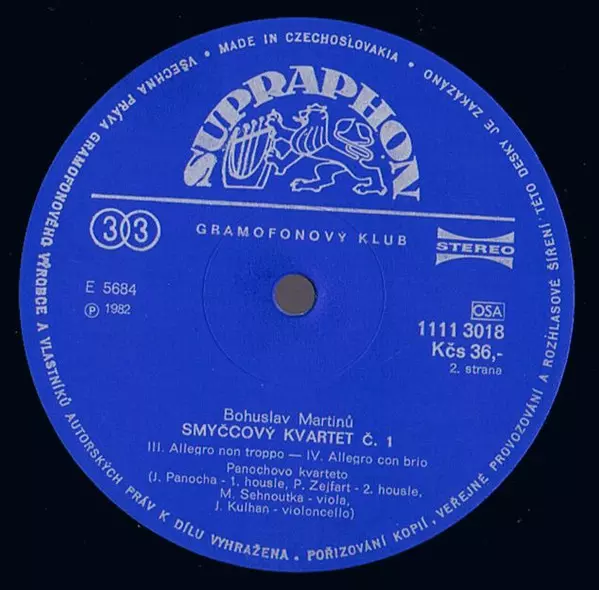 VŠECHNA PRÁVA GRAMOFONOVÉHO VÝROBCE A VLASTNÍKŮ AUTORSKÝCH PRÁV K DÍLU VYHRAŽENA • POŘIZOVÁNÍ KOPIÍ, VEŘEJNÉ PROVOZOVÁNÍ A ROZHLASOVÉ ŠÍŘENÍ TÉTO DESKY JE ZAKÁZÁNO
• MADE IN CZECHOSLOVAKIA •
SUPRAPHON
33
GRAMOFONOVÝ KLUB
STEREO
E 5684
Ⓟ 1982
OSA
1111 3018
Kčs 36,-
2. strana
Bohuslav Martinů
SMYČCOVÝ KVARTET Č. 1
III. Allegro non troppo — IV. Allegro con brio
Panochovo kvarteto
(J. Panocha - 1. housle, P. Zejfart - 2. housle,
M. Sehnoutka - viola,
J. Kulhan - violoncello)